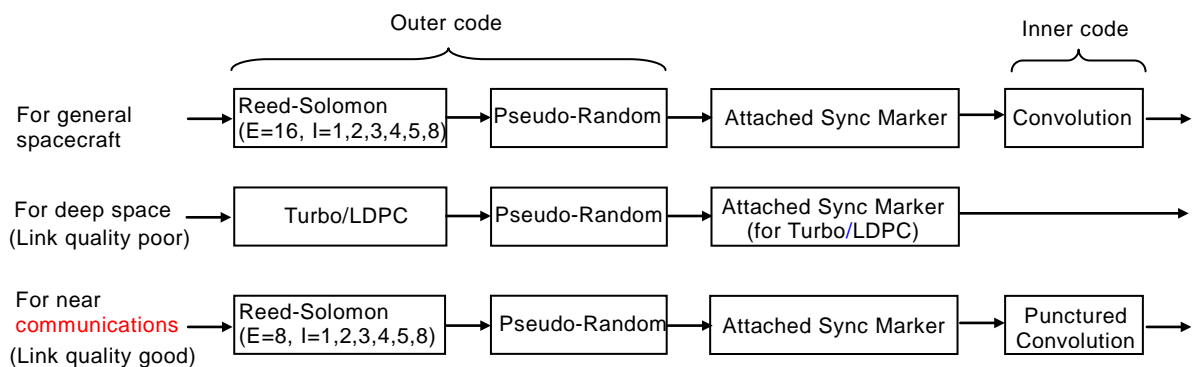 Outer code
Inner code
For general
spacecraft
Reed-Solomon
(E=16, I=1,2,3,4,5,8)
Pseudo-Random
Attached Sync Marker
Convolution
For deep space
(Link quality poor)
Turbo/LDPC
Pseudo-Random
Attached Sync Marker
(for Turbo/LDPC)
For near
communications
(Link quality good)
Reed-Solomon
(E=8, I=1,2,3,4,5,8)
Pseudo-Random
Attached Sync Marker
Punctured
Convolution